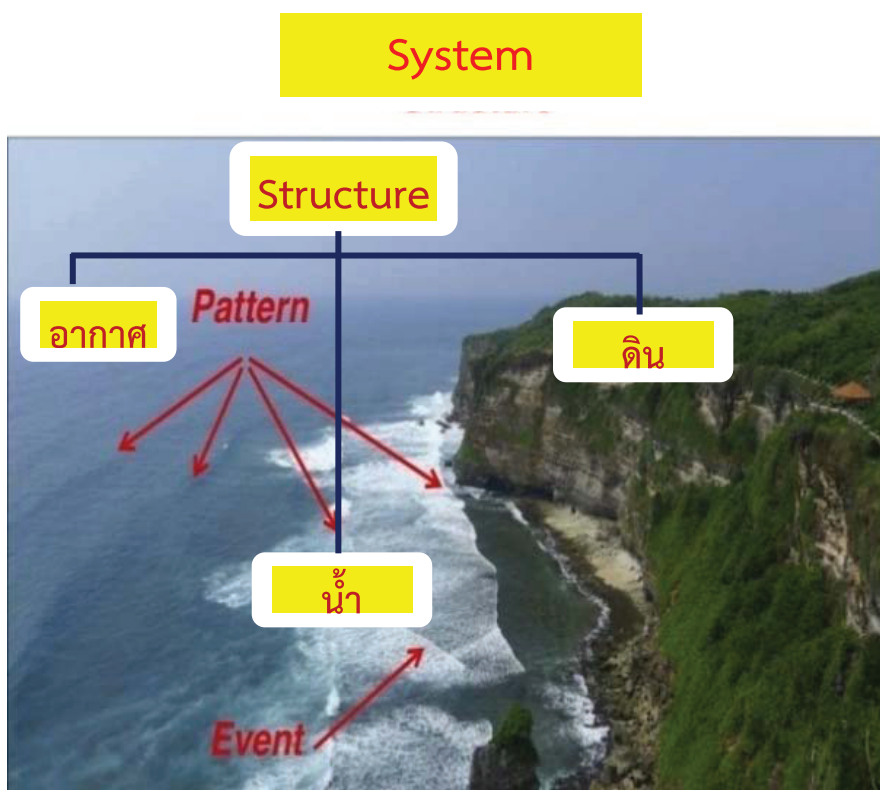 System
Structure
อากาศ
Pattern
ดิน
น้ำ
Event